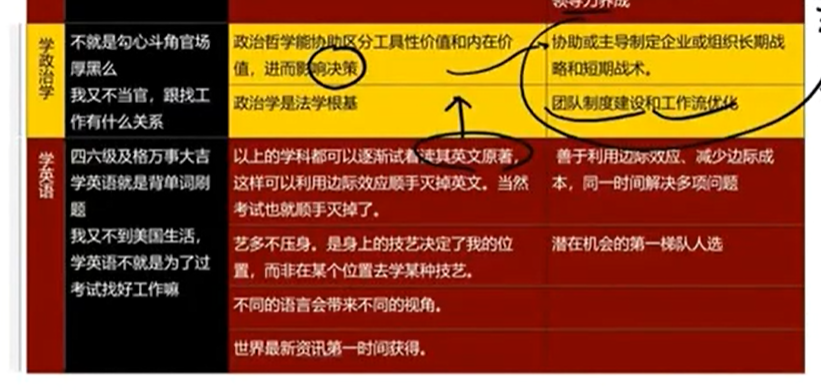 领导力养成
学政治学
不就是勾心斗角官场
厚黑么
我又不当官，跟找工
作有什么关系
政治哲学能协助区分工具性价值和内在价
值，进而影响决策
协助或主导制定企业或组织长期战
略和短期战术。
政治学是法学根基
团队制度建设和工作流优化
学英语
四六级及格万事大吉
学英语就是背单词刷
题
我又不到美国生活，
学英语不就是为了过
考试找好工作嘛
以上的学科都可以逐渐试着读其英文原著，
这样可以利用边际效应顺手灭掉英文。当然
考试也就顺手灭掉了。
善于利用边际效应、减少边际成
本，同一时间解决多项问题
艺多不压身。是身上的技艺决定了我的位
置，而非在某个位置去学某种技艺。
潜在机会的第一梯队人选
不同的语言会带来不同的视角。
世界最新资讯第一时间获得。